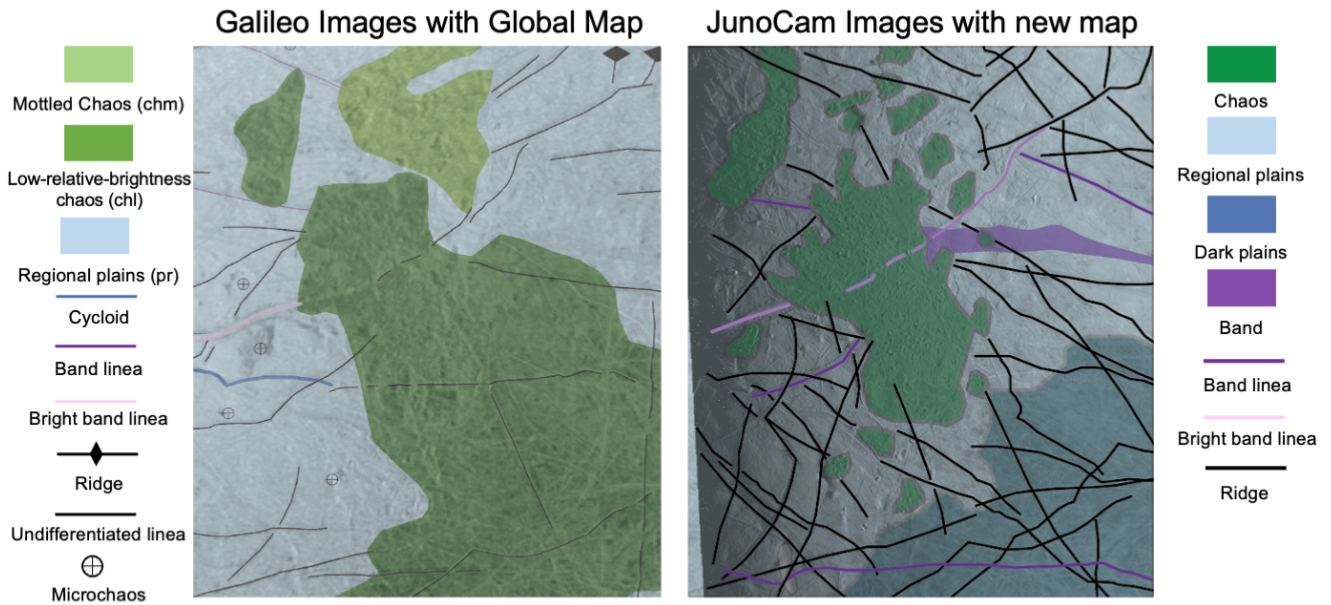 Galileo Images with Global Map
JunoCam Images with new map
Mottled Chaos (chm)
Low-relative-brightness
chaos (chl)
Regional plains (pr)
Cycloid
Band linea
Bright band linea
Ridge
Undifferentiated linea
Microchaos
Chaos
Regional plains
Dark plains
Band
Band linea
Bright band linea
Ridge